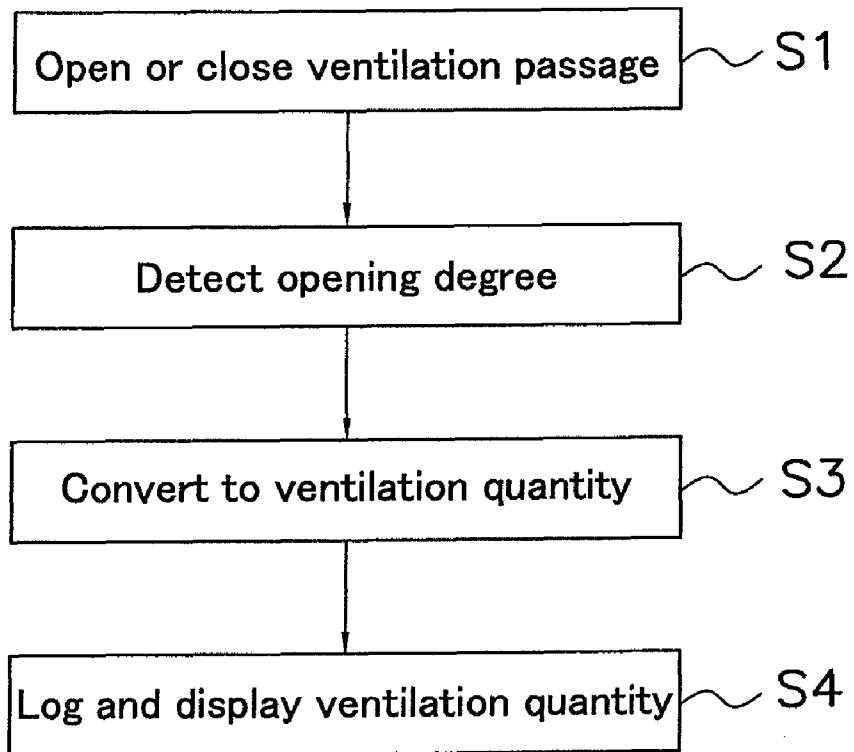 Open or close ventilation passage S1
Detect opening degree S2
Convert to ventilation quantity S3
Log and display ventilation quantity S4